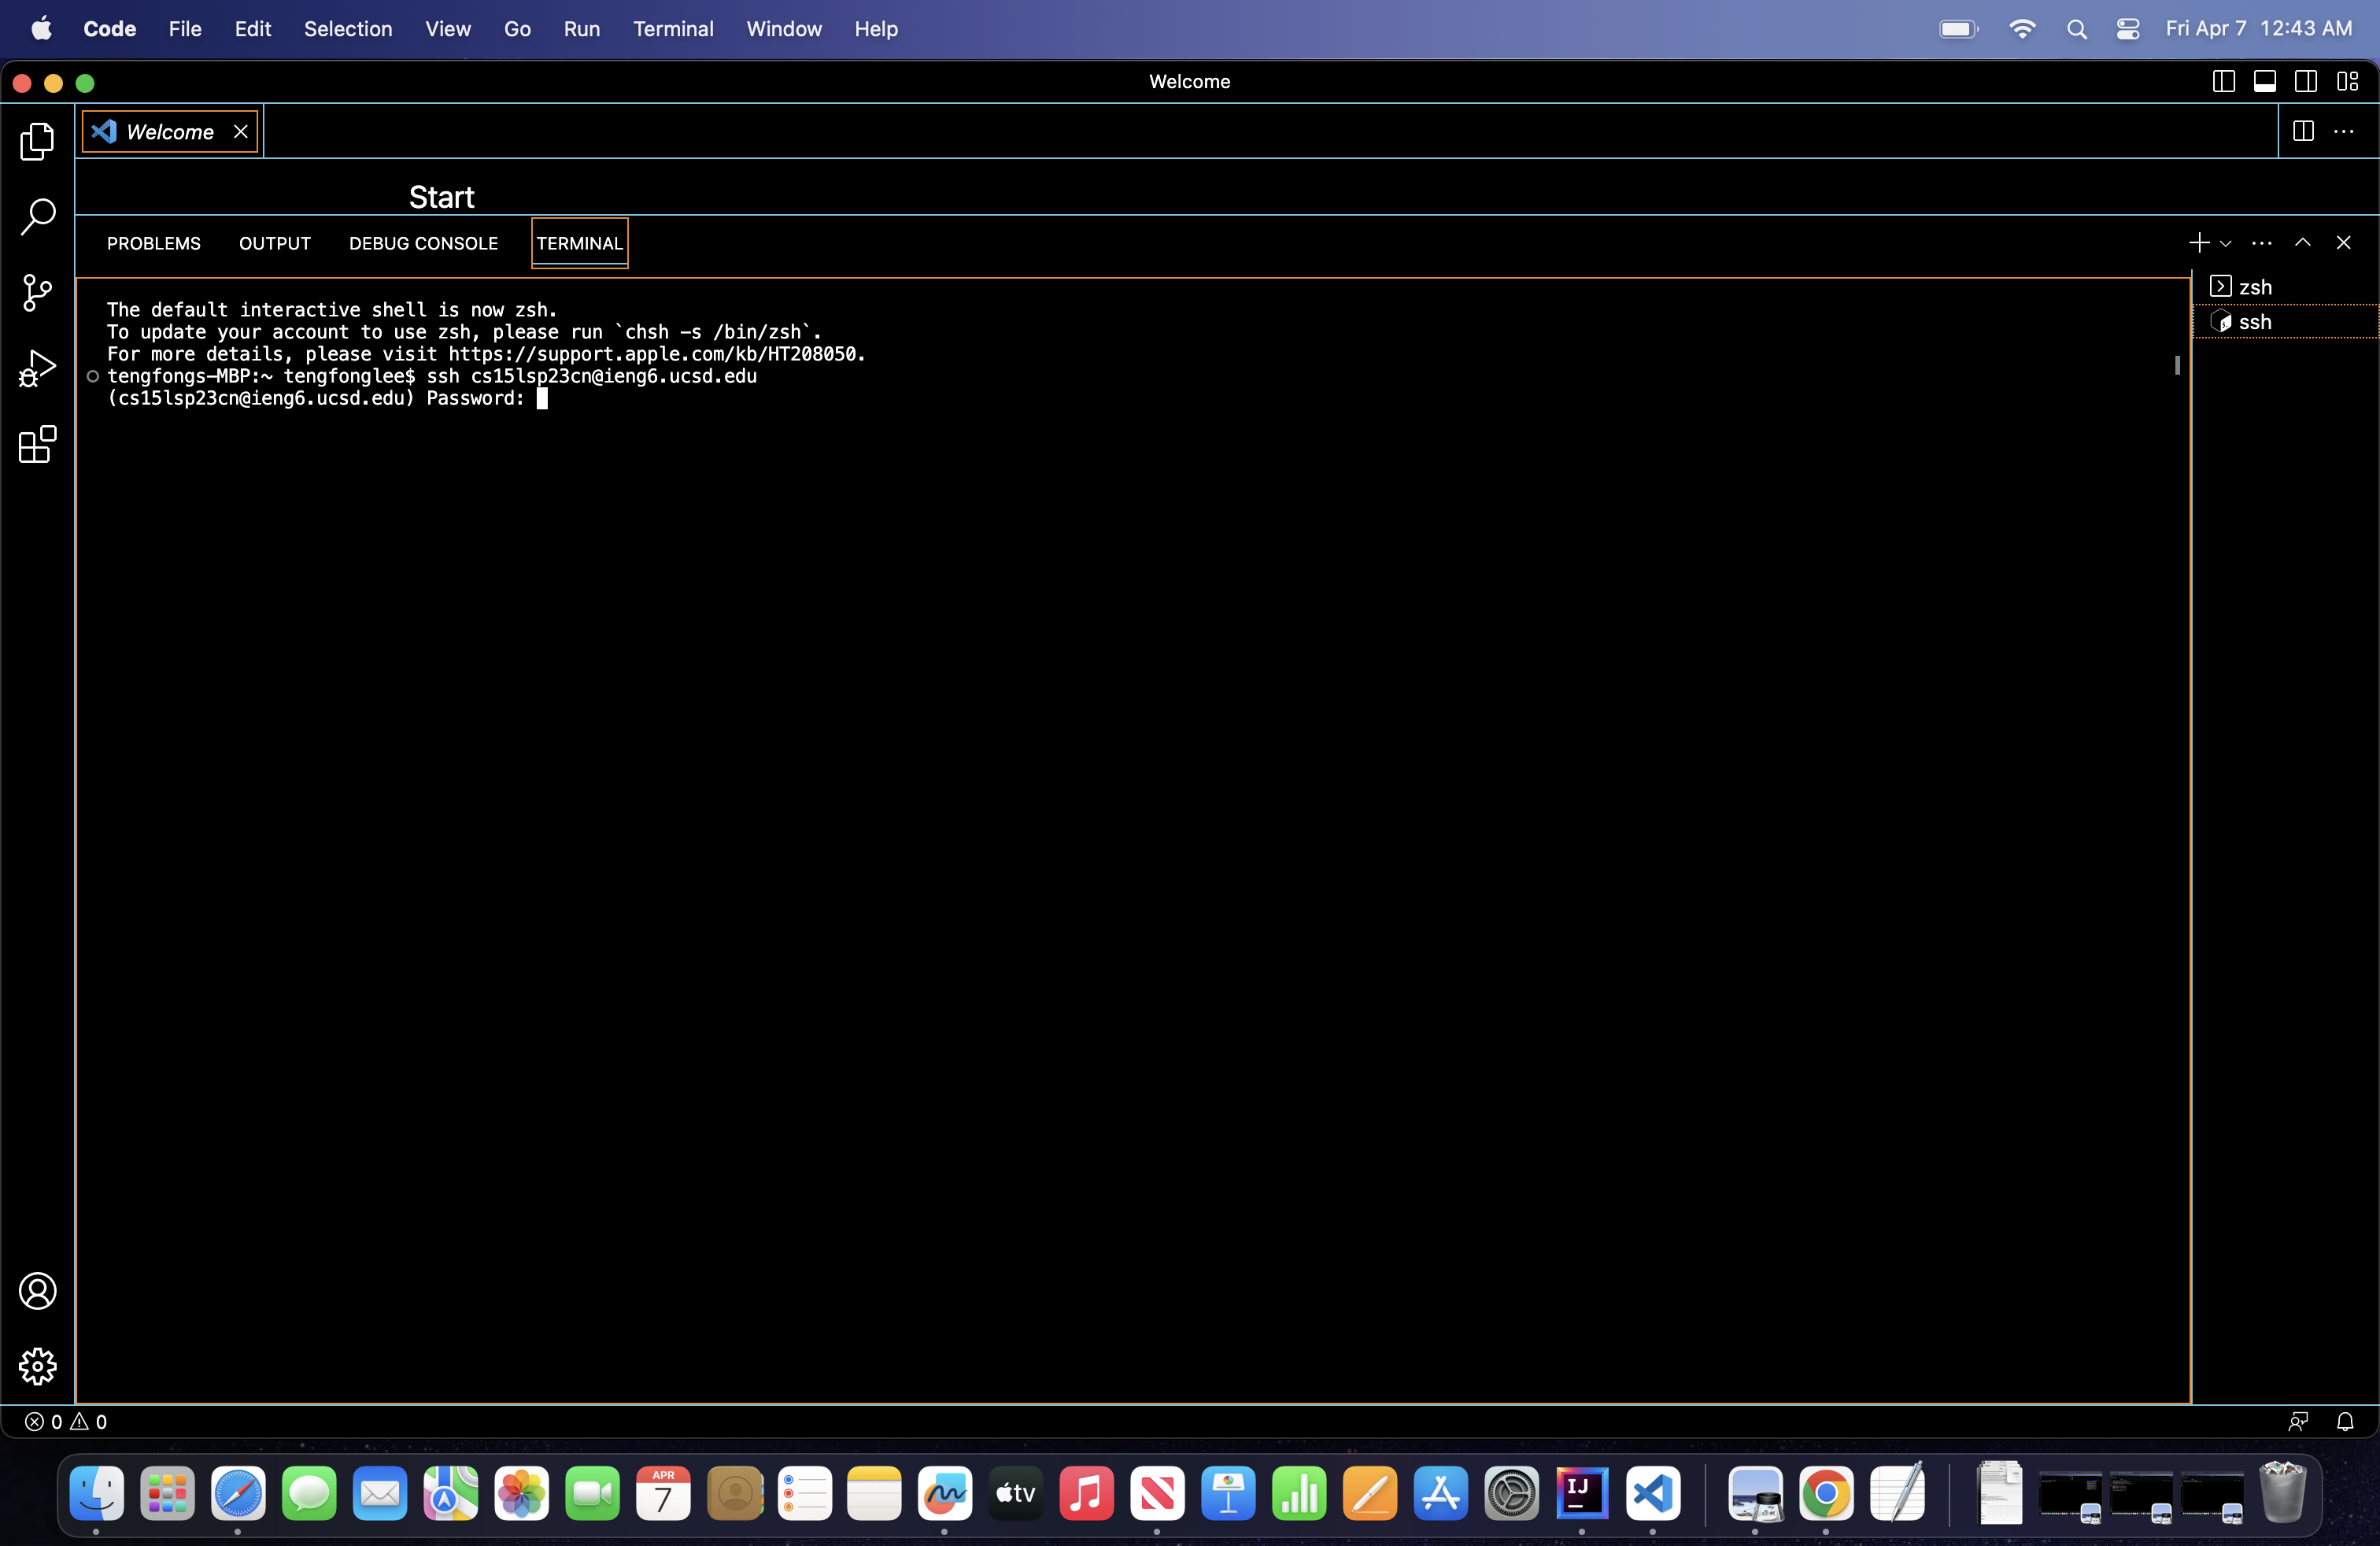 Code File Edit Selection View Go Run Terminal Window Help Fri Apr 7 12:43 AM
Welcome
Welcome
Start
PROBLEMS OUTPUT DEBUG CONSOLE TERMINAL
zsh
ssh
The default interactive shell is now zsh.
To update your account to use zsh, please run `chsh -s /bin/zsh`.
For more details, please visit https://support.apple.com/kb/HT208050.
tengfongs-MBP:~ tengfonglee$ ssh cs15lsp23cn@ieng6.ucsd.edu
(cs15lsp23cn@ieng6.ucsd.edu) Password:
0 0
APR
7
tv
IJ